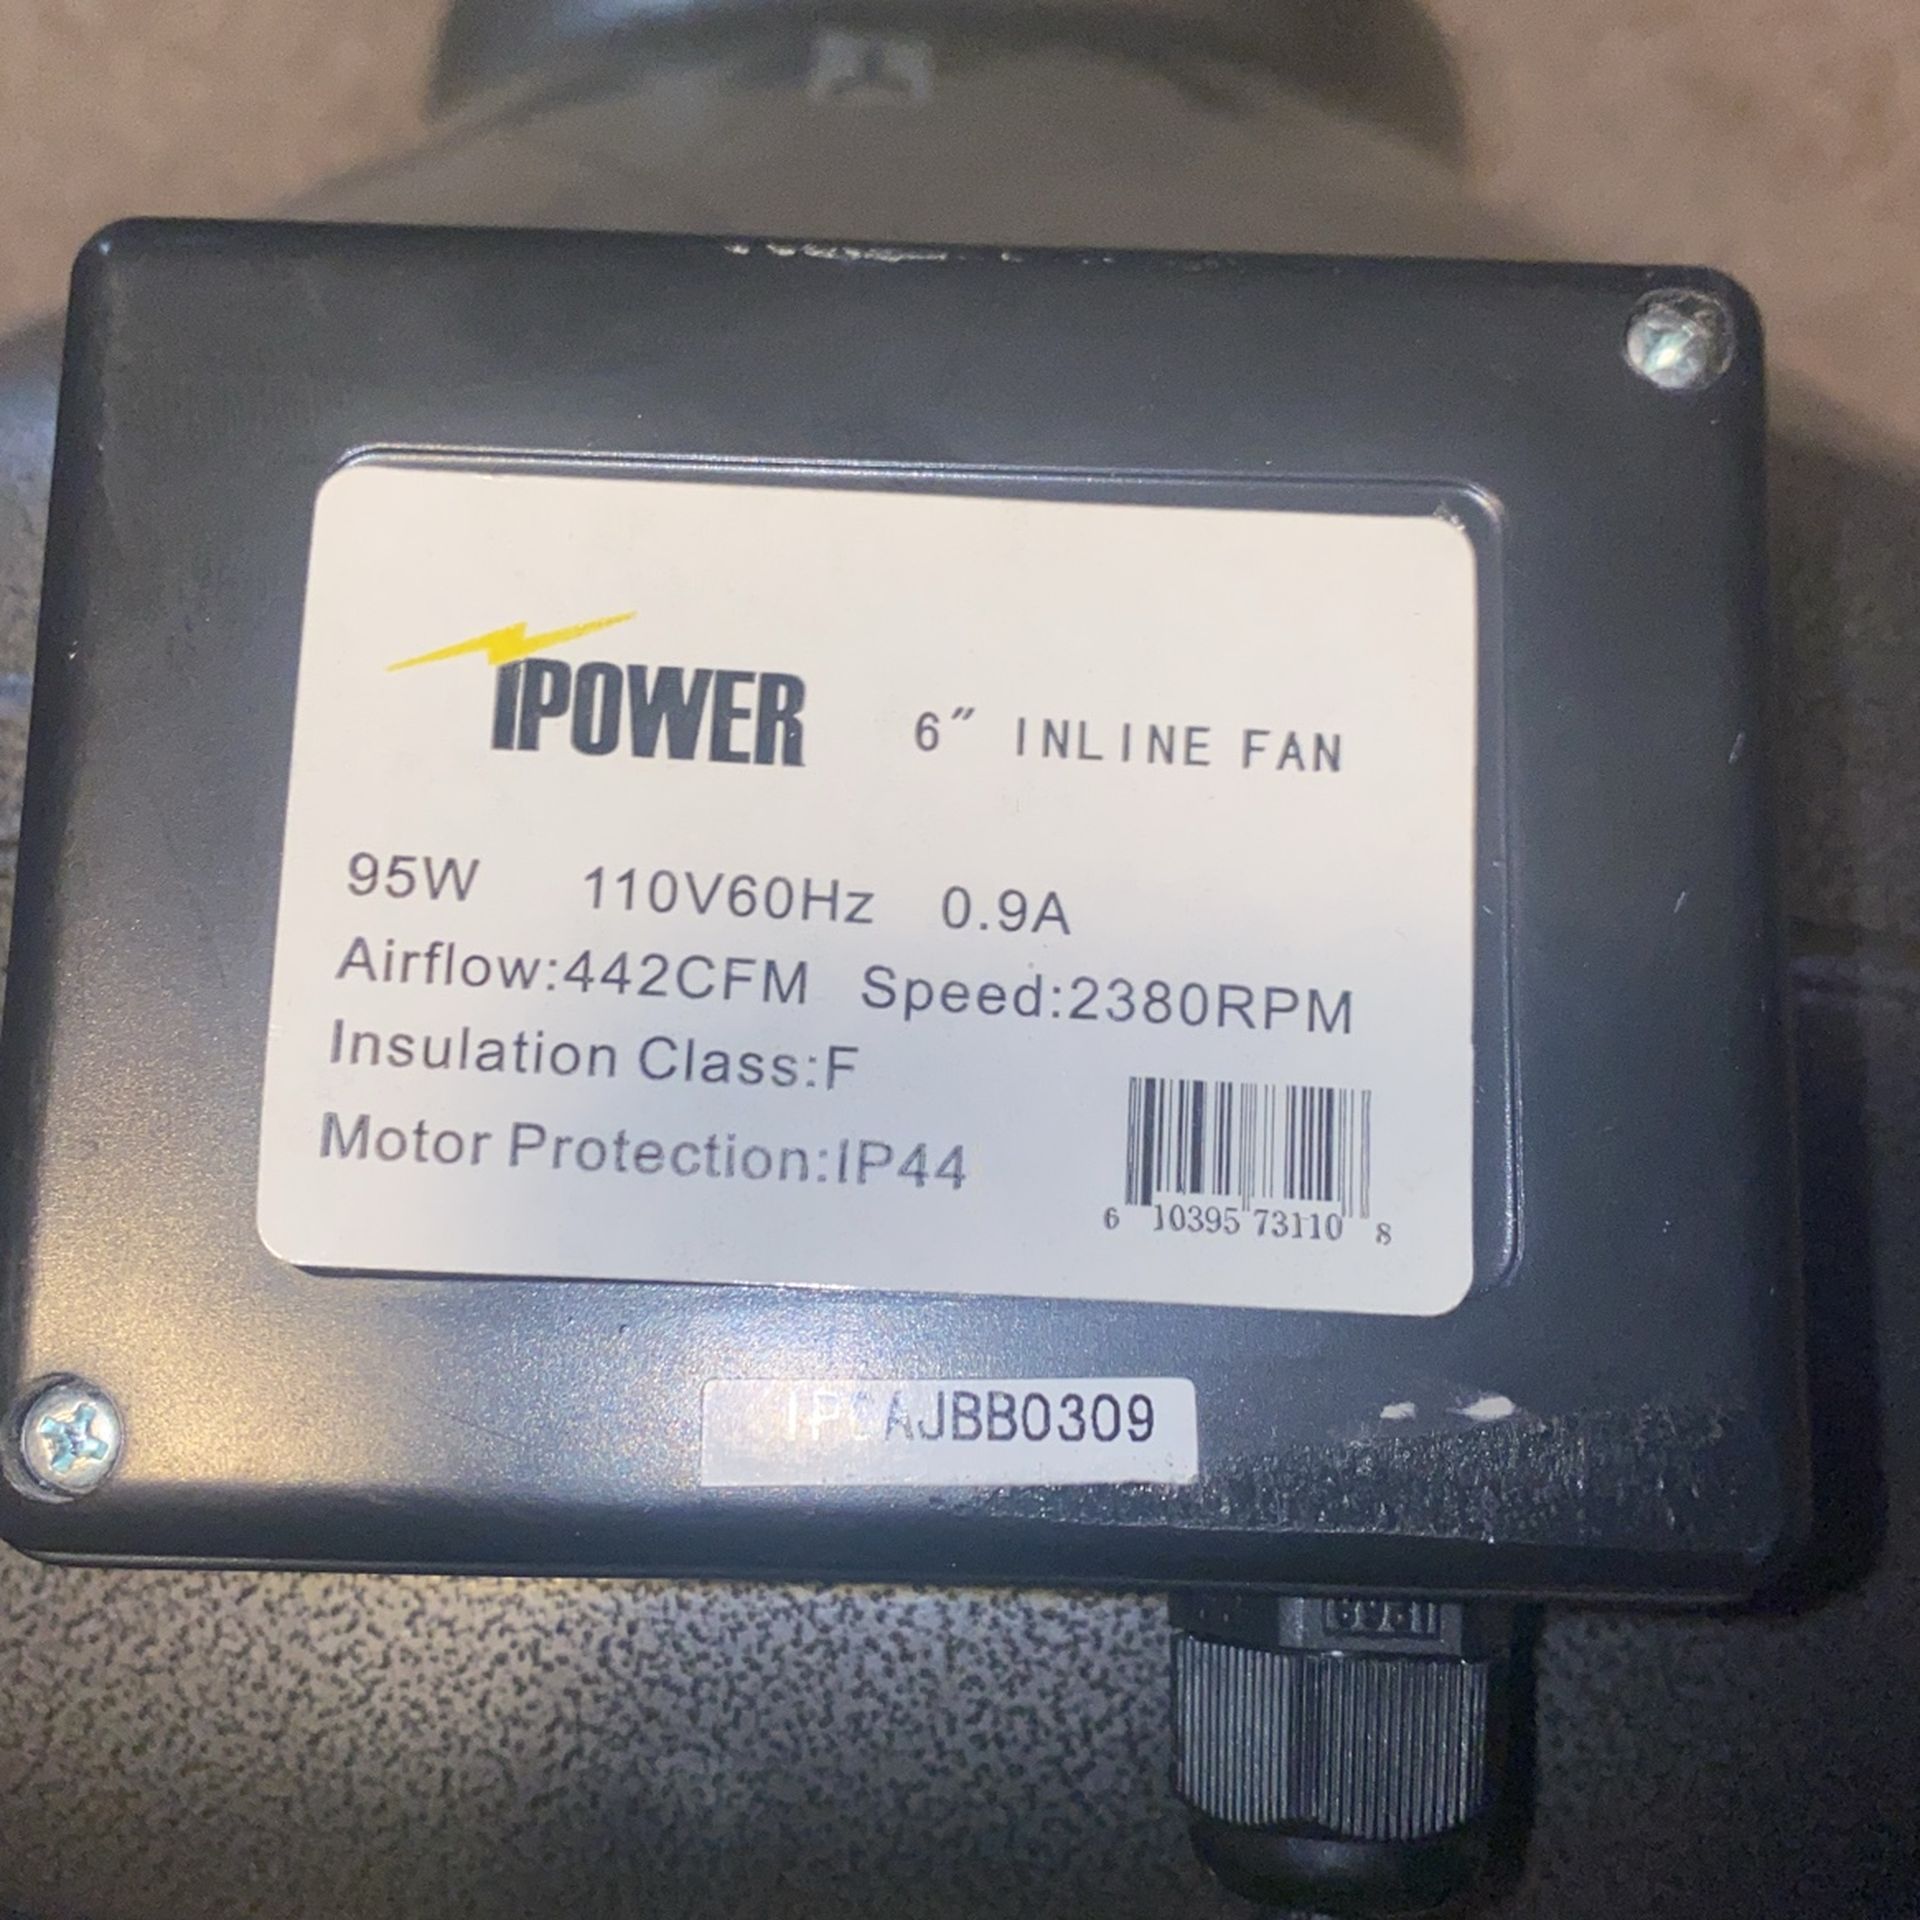 IPOWER 6" INLINE FAN
95W 110V60Hz 0.9A
Airflow:442CFM Speed:2380RPM
Insulation Class:F
Motor Protection:IP44
6 10395 73110 8